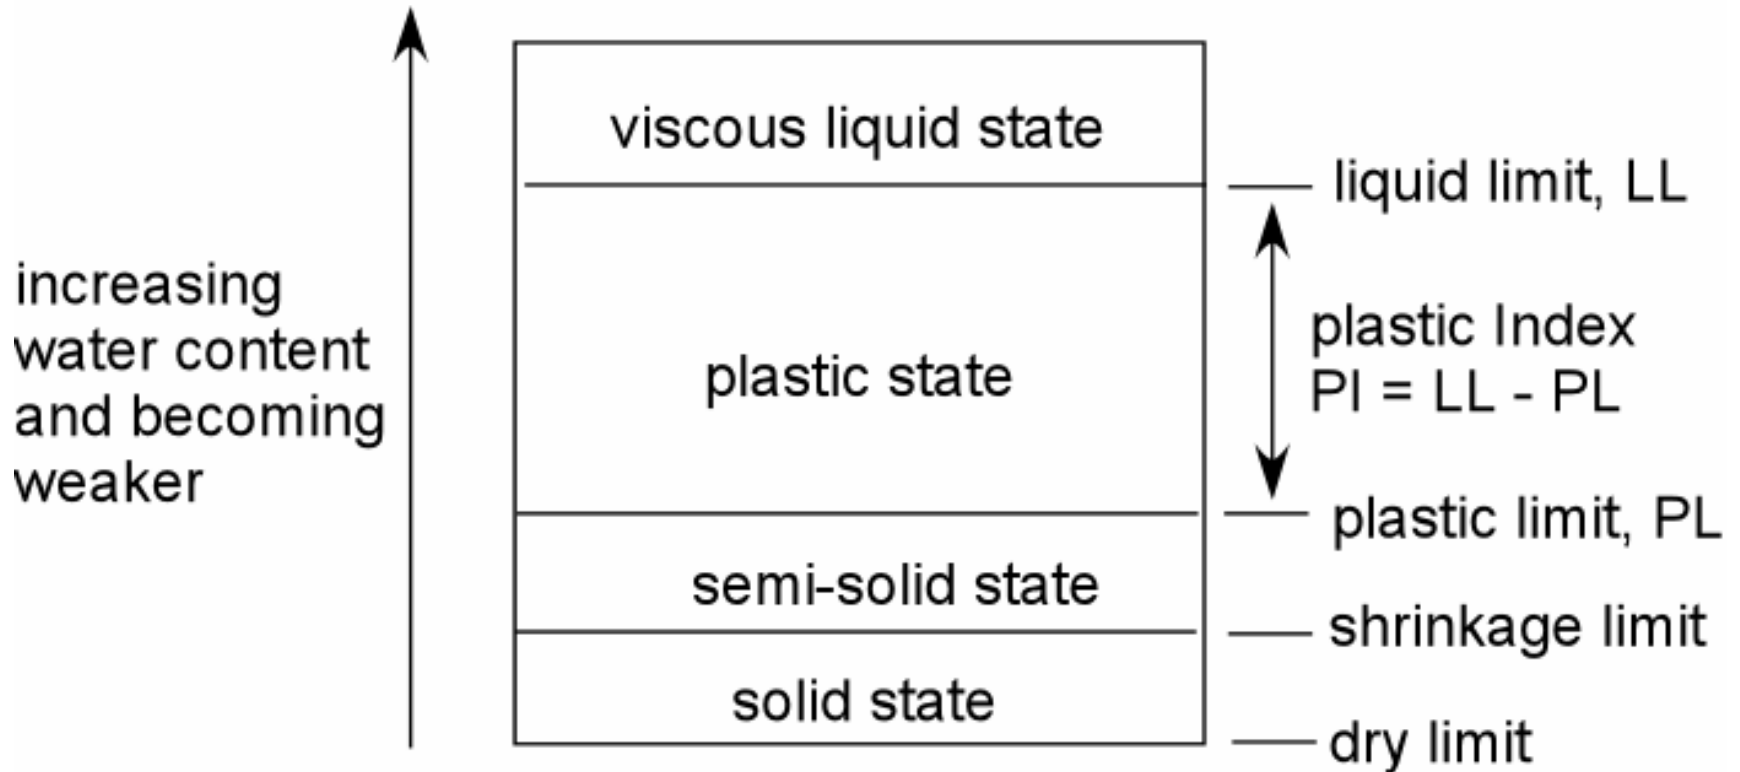 viscous liquid state
liquid limit, LL
increasing
water content
and becoming
weaker
plastic state
plastic Index
PI = LL - PL
plastic limit, PL
semi-solid state
shrinkage limit
solid state
dry limit